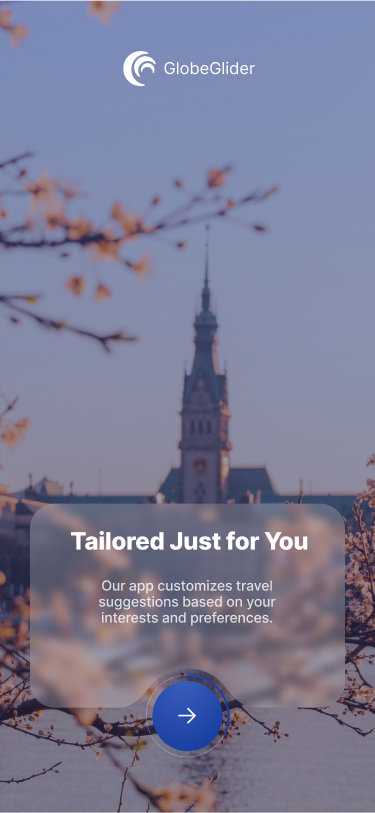 GlobeGlider
Tailored Just for You
Our app customizes travel
suggestions based on your
interests and preferences.